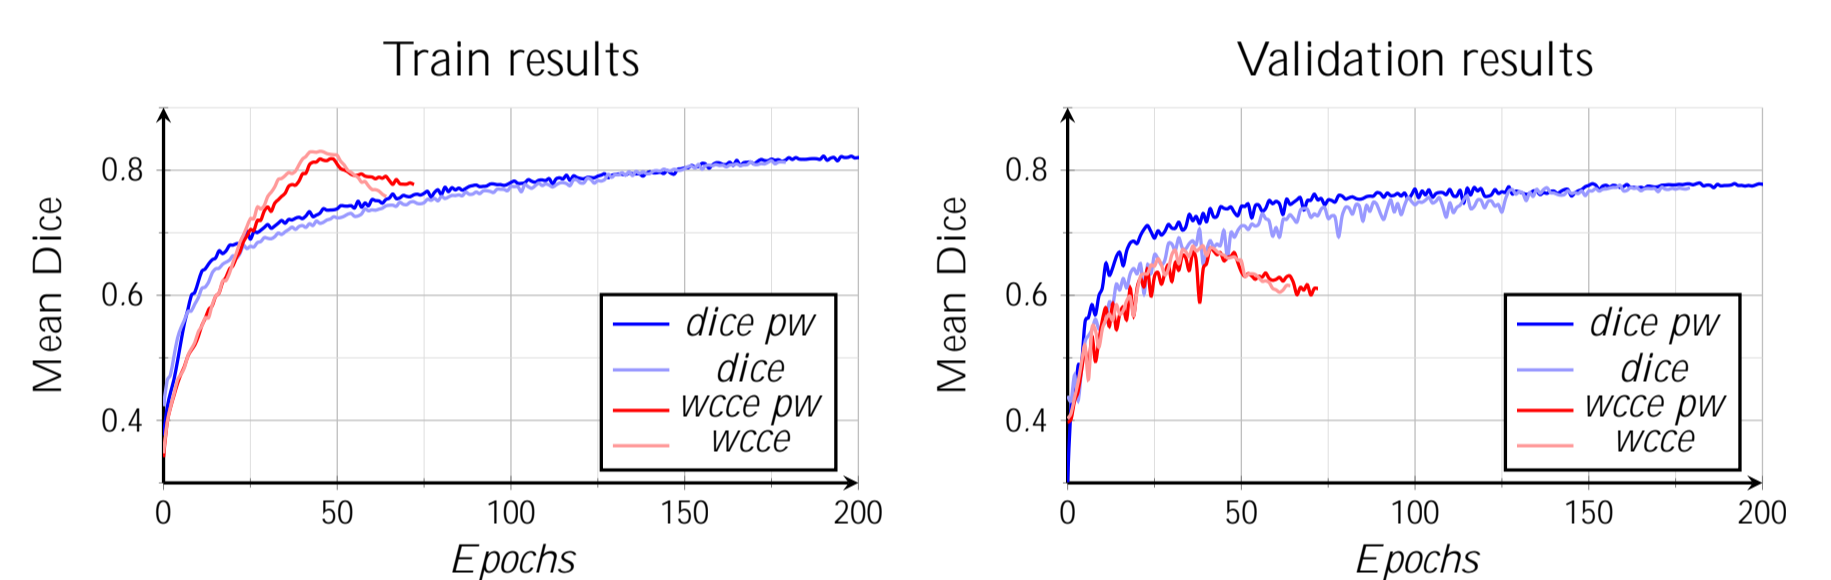 Train results
Mean Dice
0.8
0.6
0.4
0
50
100
150
200
Epochs
dice pw
dice
wcce pw
wcce
Validation results
Mean Dice
0.8
0.6
0.4
0
50
100
150
200
Epochs
dice pw
dice
wcce pw
wcce